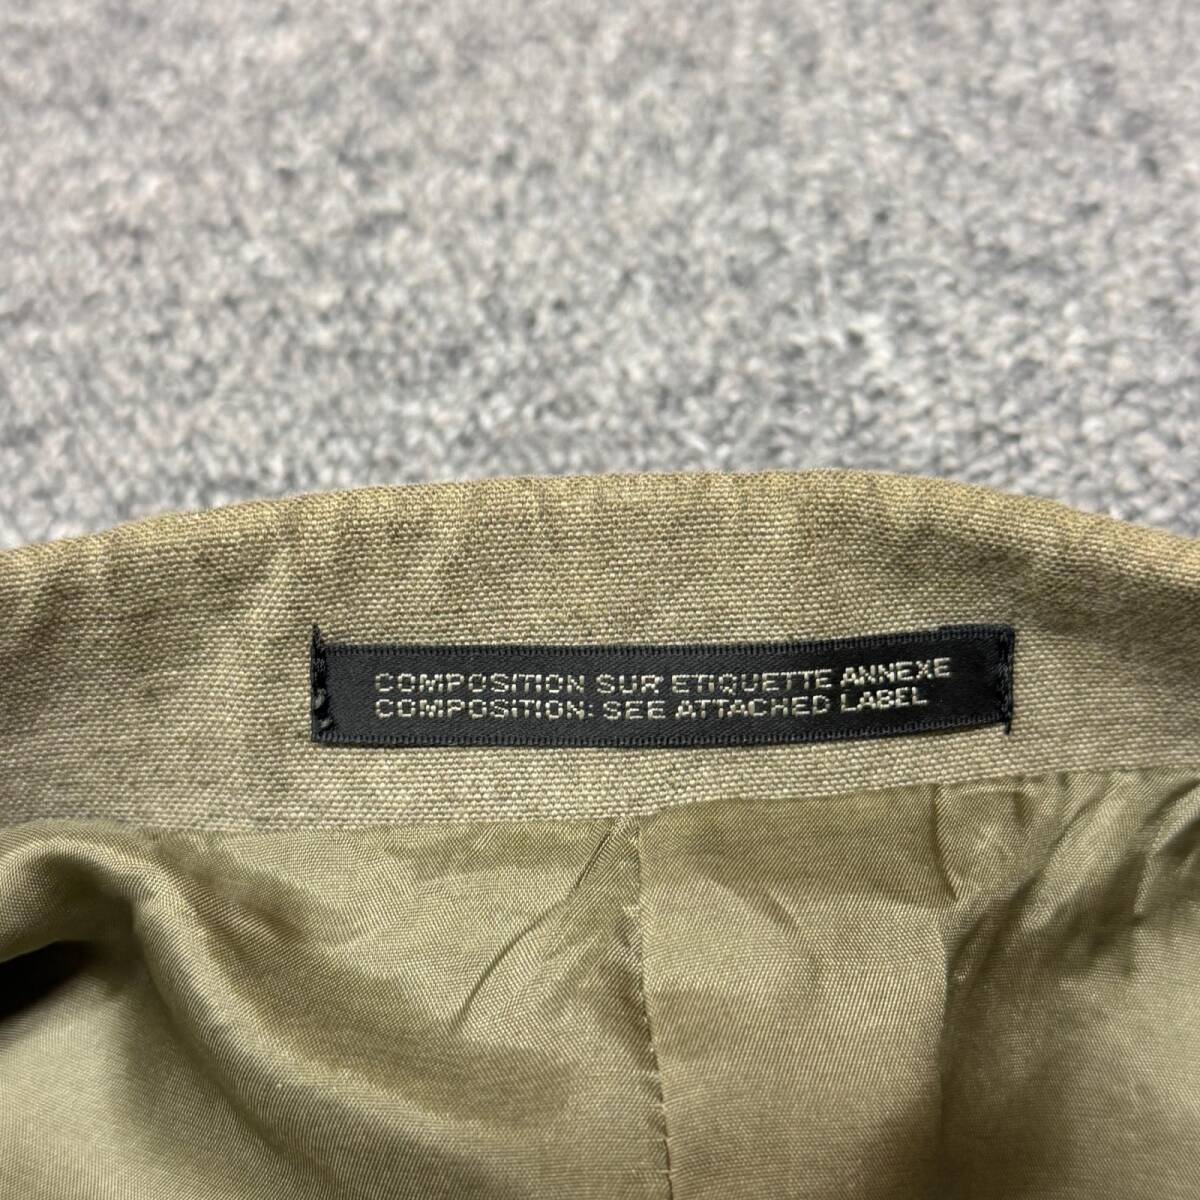 COMPOSITION SUR ETIQUETTE ANNEXE
COMPOSITION: SEE ATTACHED LABEL